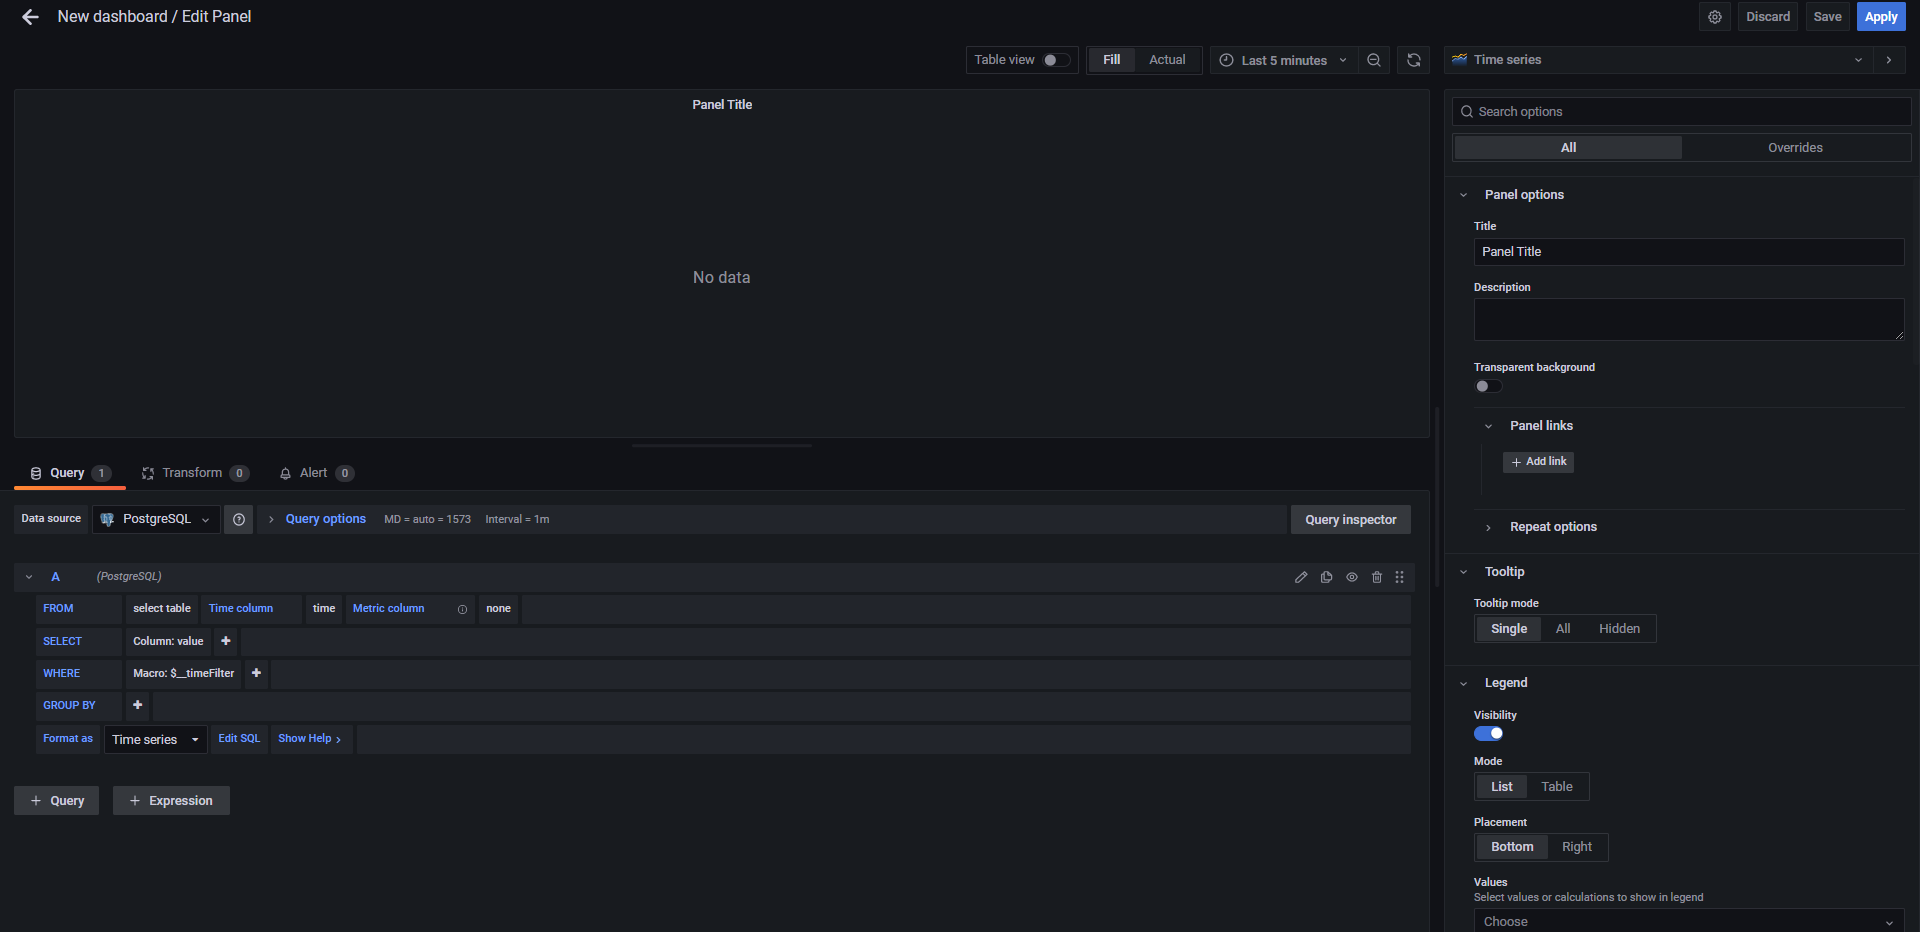 New dashboard / Edit Panel
Discard
Save
Apply
Table view
Fill
Actual
Last 5 minutes
Time series
Panel Title
No data
Search options
All
Overrides
Panel options
Title
Panel Title
Description
Transparent background
Panel links
+ Add link
Repeat options
Tooltip
Tooltip mode
Single
All
Hidden
Legend
Visibility
Mode
List
Table
Placement
Bottom
Right
Values
Select values or calculations to show in legend
Choose
Query 1
Transform 0
Alert 0
Data source
PostgreSQL
Query options
MD = auto = 1573
Interval = 1m
Query inspector
A
(PostgreSQL)
FROM select table Time column time Metric column none
SELECT Column: value +
WHERE Macro: $__timeFilter +
GROUP BY +
Format as Time series Edit SQL Show Help >
+ Query
+ Expression